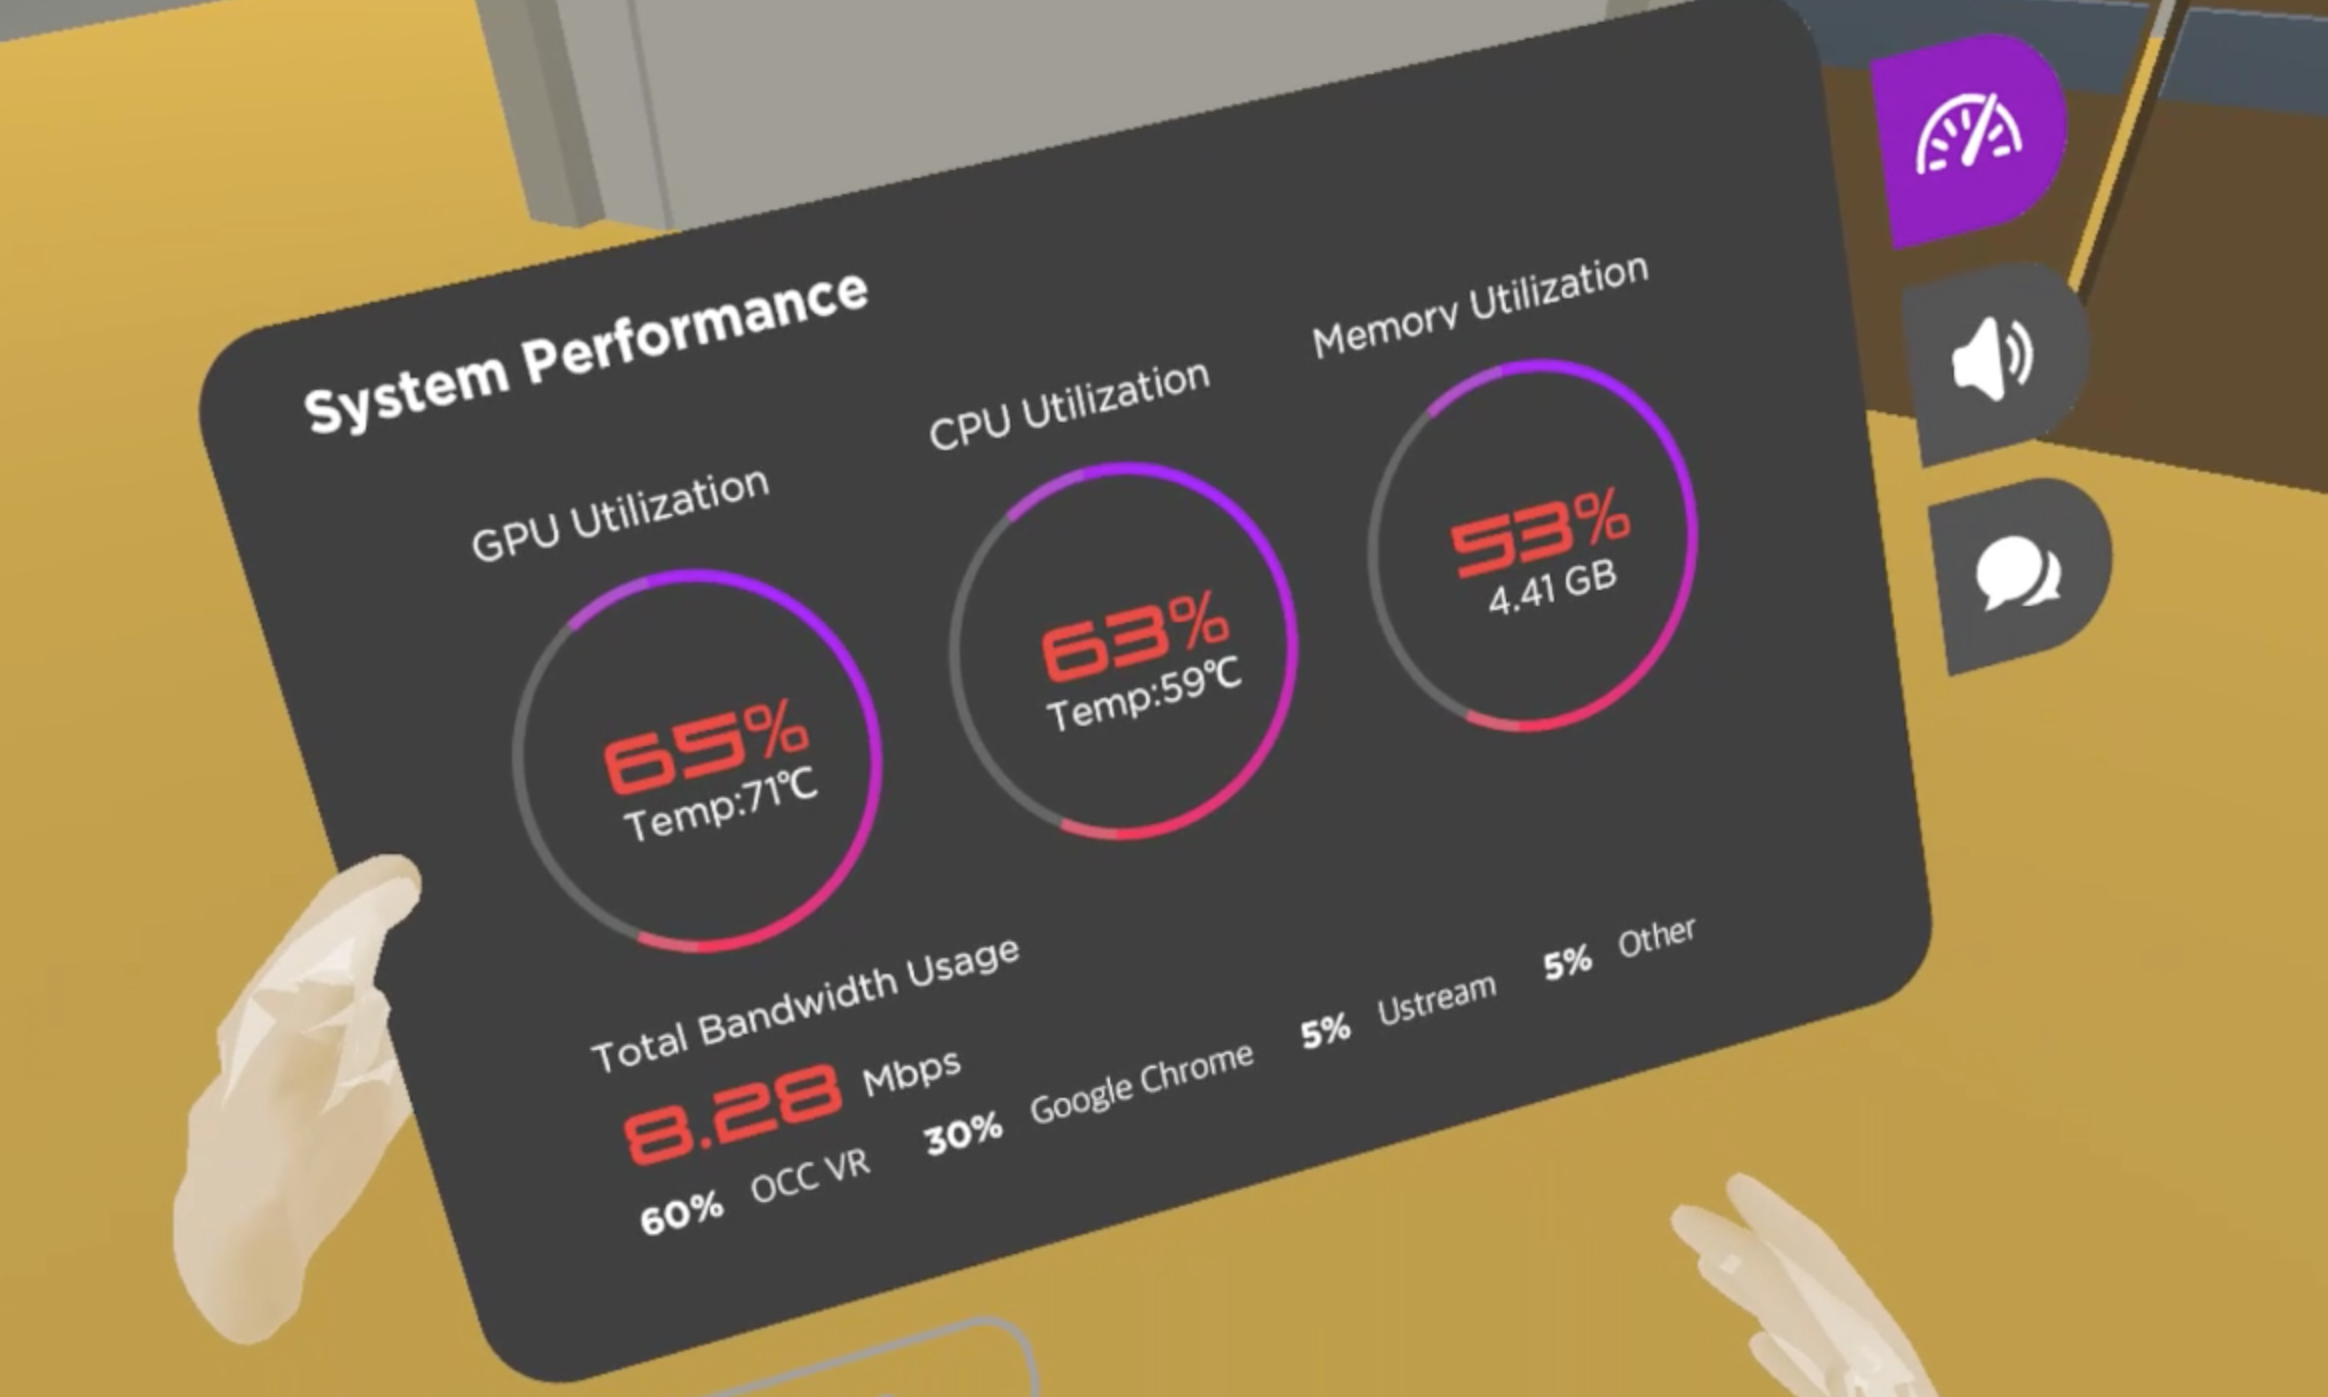 System Performance
GPU Utilization
65%
Temp:71°C
CPU Utilization
63%
Temp:59°C
Memory Utilization
53%
4.41 GB
Total Bandwidth Usage
8.28 Mbps
60% OCC VR 30% Google Chrome 5% Ustream 5% Other